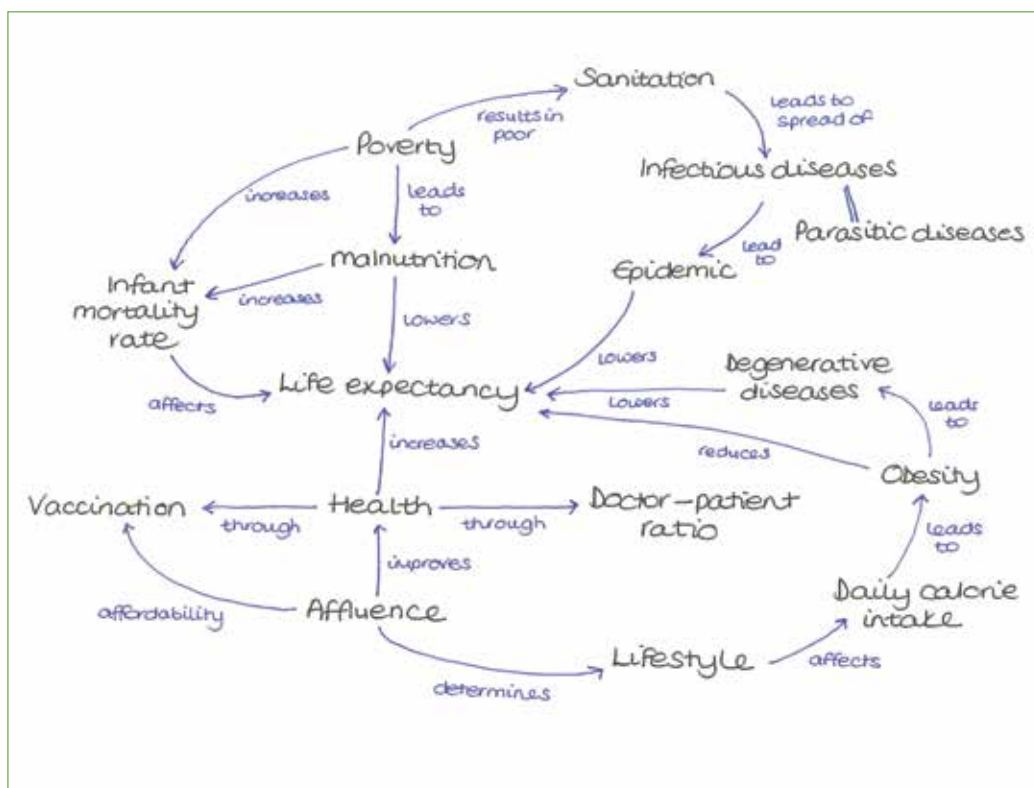 Sanitation
results in
poor
leads to
spread of
Poverty
Infectious diseases
increases
leads
to
Parasitic diseases
malnutrition
lead
to
Epidemic
Infant
mortality
rate
increases
Lowers
Lowers
Degenerative
diseases
affects
Life expectancy
Lowers
leads
to
increases
reduces
Obesity
Vaccination
through
Health
through
Doctor-patient
ratio
leads
to
improves
affordability
Affluence
Daily calorie
intake
Lifestyle
affects
determines